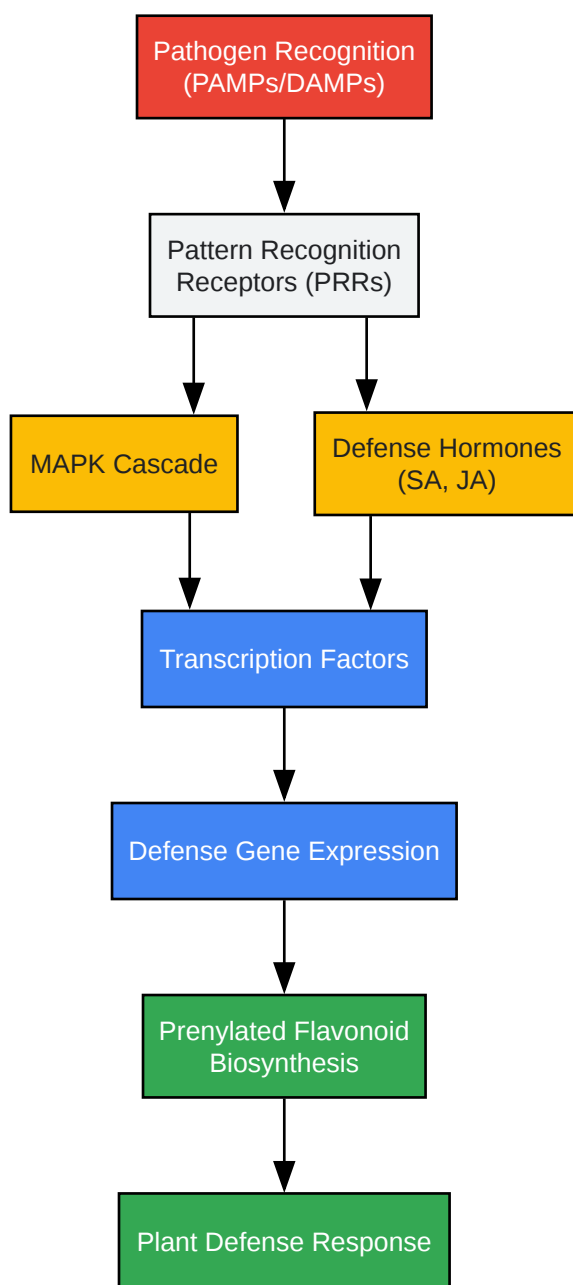 Pathogen Recognition
(PAMPs/DAMPs)
Pattern Recognition
Receptors (PRRs)
MAPK Cascade
Defense Hormones
(SA, JA)
Transcription Factors
Defense Gene Expression
Prenylated Flavonoid
Biosynthesis
Plant Defense Response